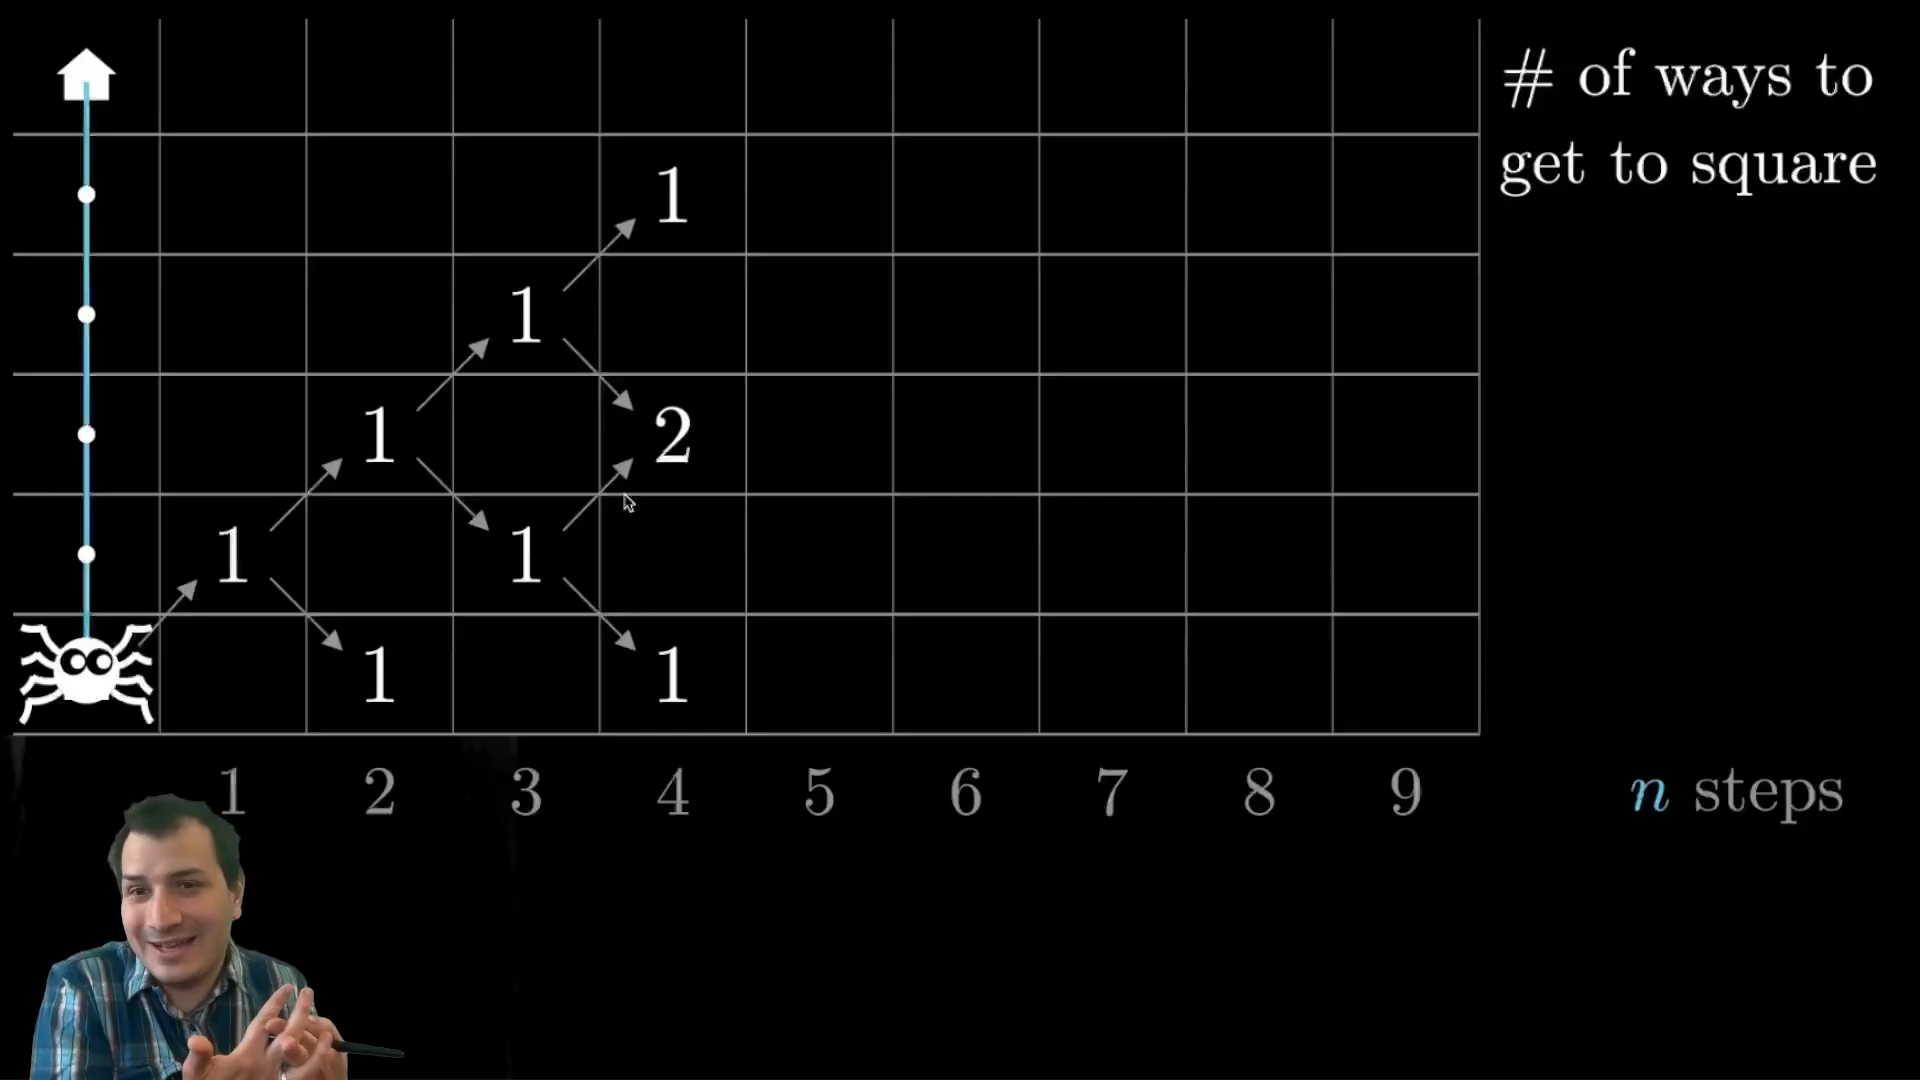 # of ways to
get to square
1
1
1 2
1 1
1 1
1 2 3 4 5 6 7 8 9 n steps